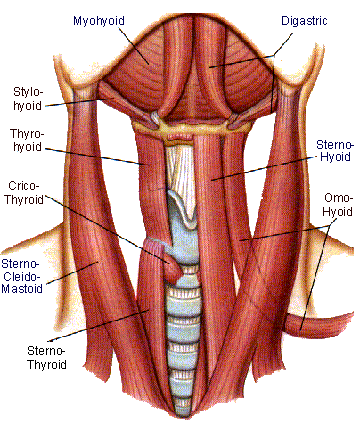 Myohyoid
Digastric
Stylo-
hyoid
Thyro-
hyoid
Sterno-
Hyoid
Crico-
Thyroid
Omo-
Hyoid
Sterno-
Cleido-
Mastoid
Sterno-
Thyroid